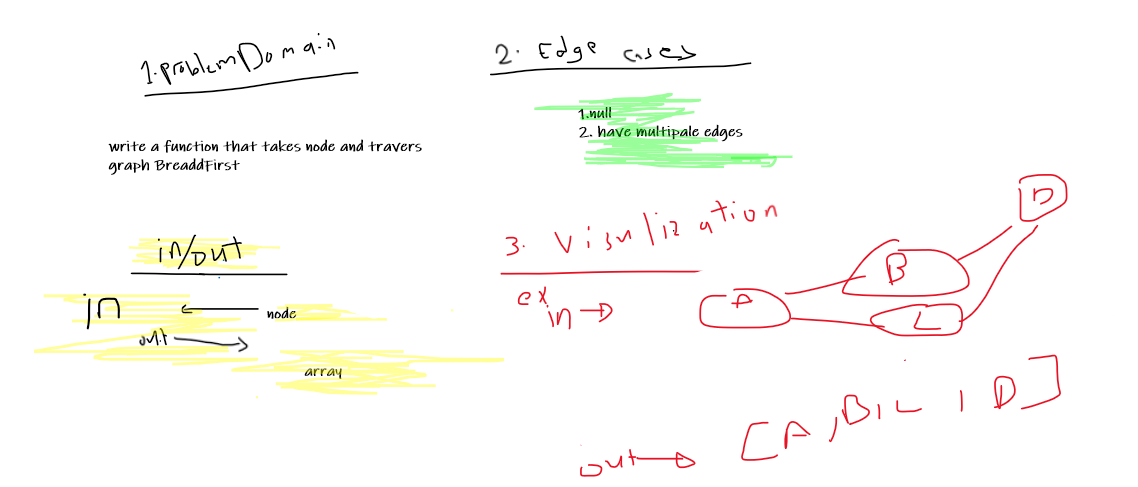 1.problemDomain
write a function that takes node and travers
graph BreaddFirst
in/out
in
node
out
array
2. Edge cases
1.null
2. have multipale edges
3. Visulization
ex
in
A
B
L
D
out
[A,B,L,D]